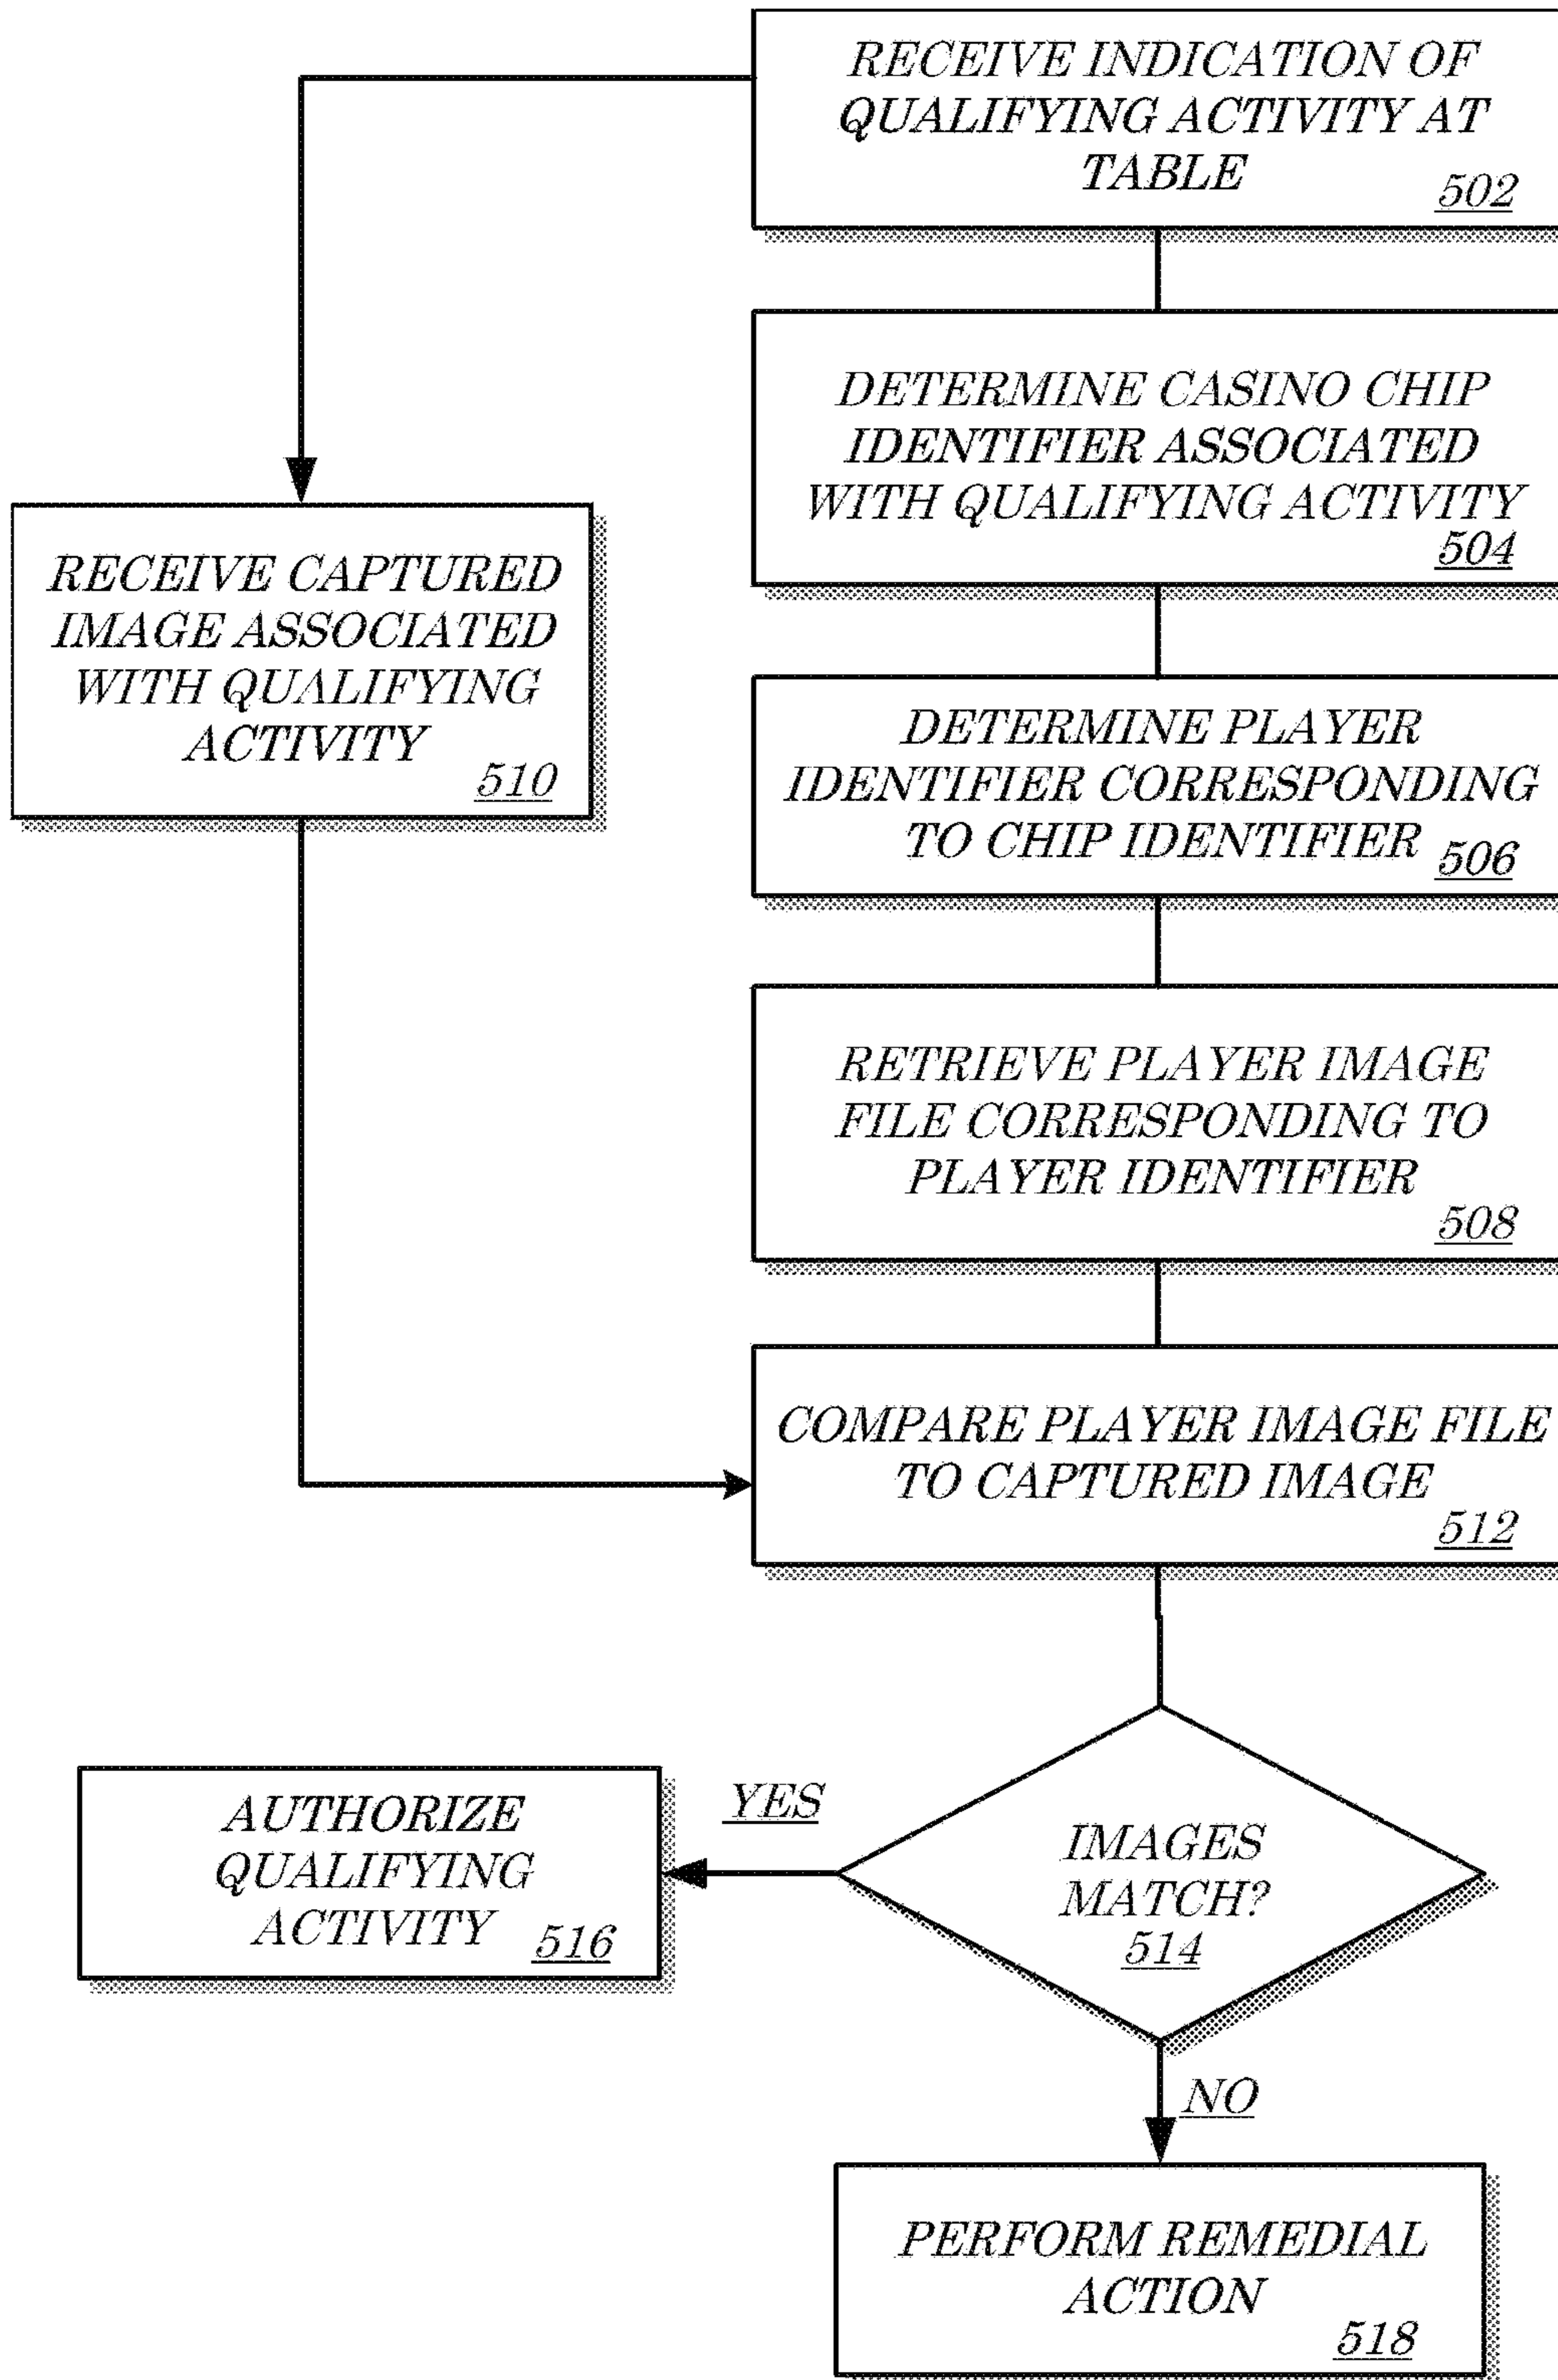 RECEIVE INDICATION OF
QUALIFYING ACTIVITY AT
TABLE
502
DETERMINE CASINO CHIP
IDENTIFIER ASSOCIATED
WITH QUALIFYING ACTIVITY
504
RECEIVE CAPTURED
IMAGE ASSOCIATED
WITH QUALIFYING
ACTIVITY
510
DETERMINE PLAYER
IDENTIFIER CORRESPONDING
TO CHIP IDENTIFIER
506
RETRIEVE PLAYER IMAGE
FILE CORRESPONDING TO
PLAYER IDENTIFIER
508
COMPARE PLAYER IMAGE FILE
TO CAPTURED IMAGE
512
IMAGES
MATCH?
514
YES
AUTHORIZE
QUALIFYING
ACTIVITY
516
NO
PERFORM REMEDIAL
ACTION
518